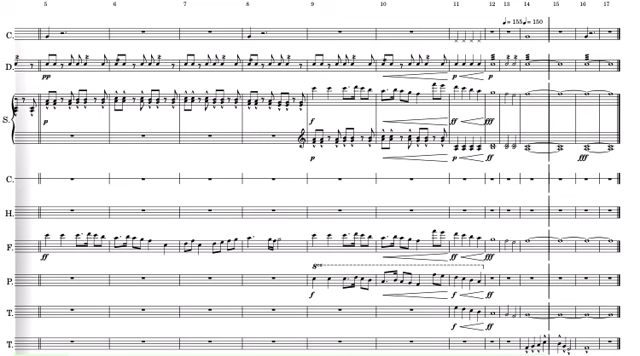 5 6 7 8 9 10 11 12 13 14 15 16 17
♩= 155 ♩= 150
C.
D.
pp p p
S.
p f ff fff
p p ff fff
C.
H.
F.
ff ff fff
P.
8va
f f ff
T.
f ff
T.